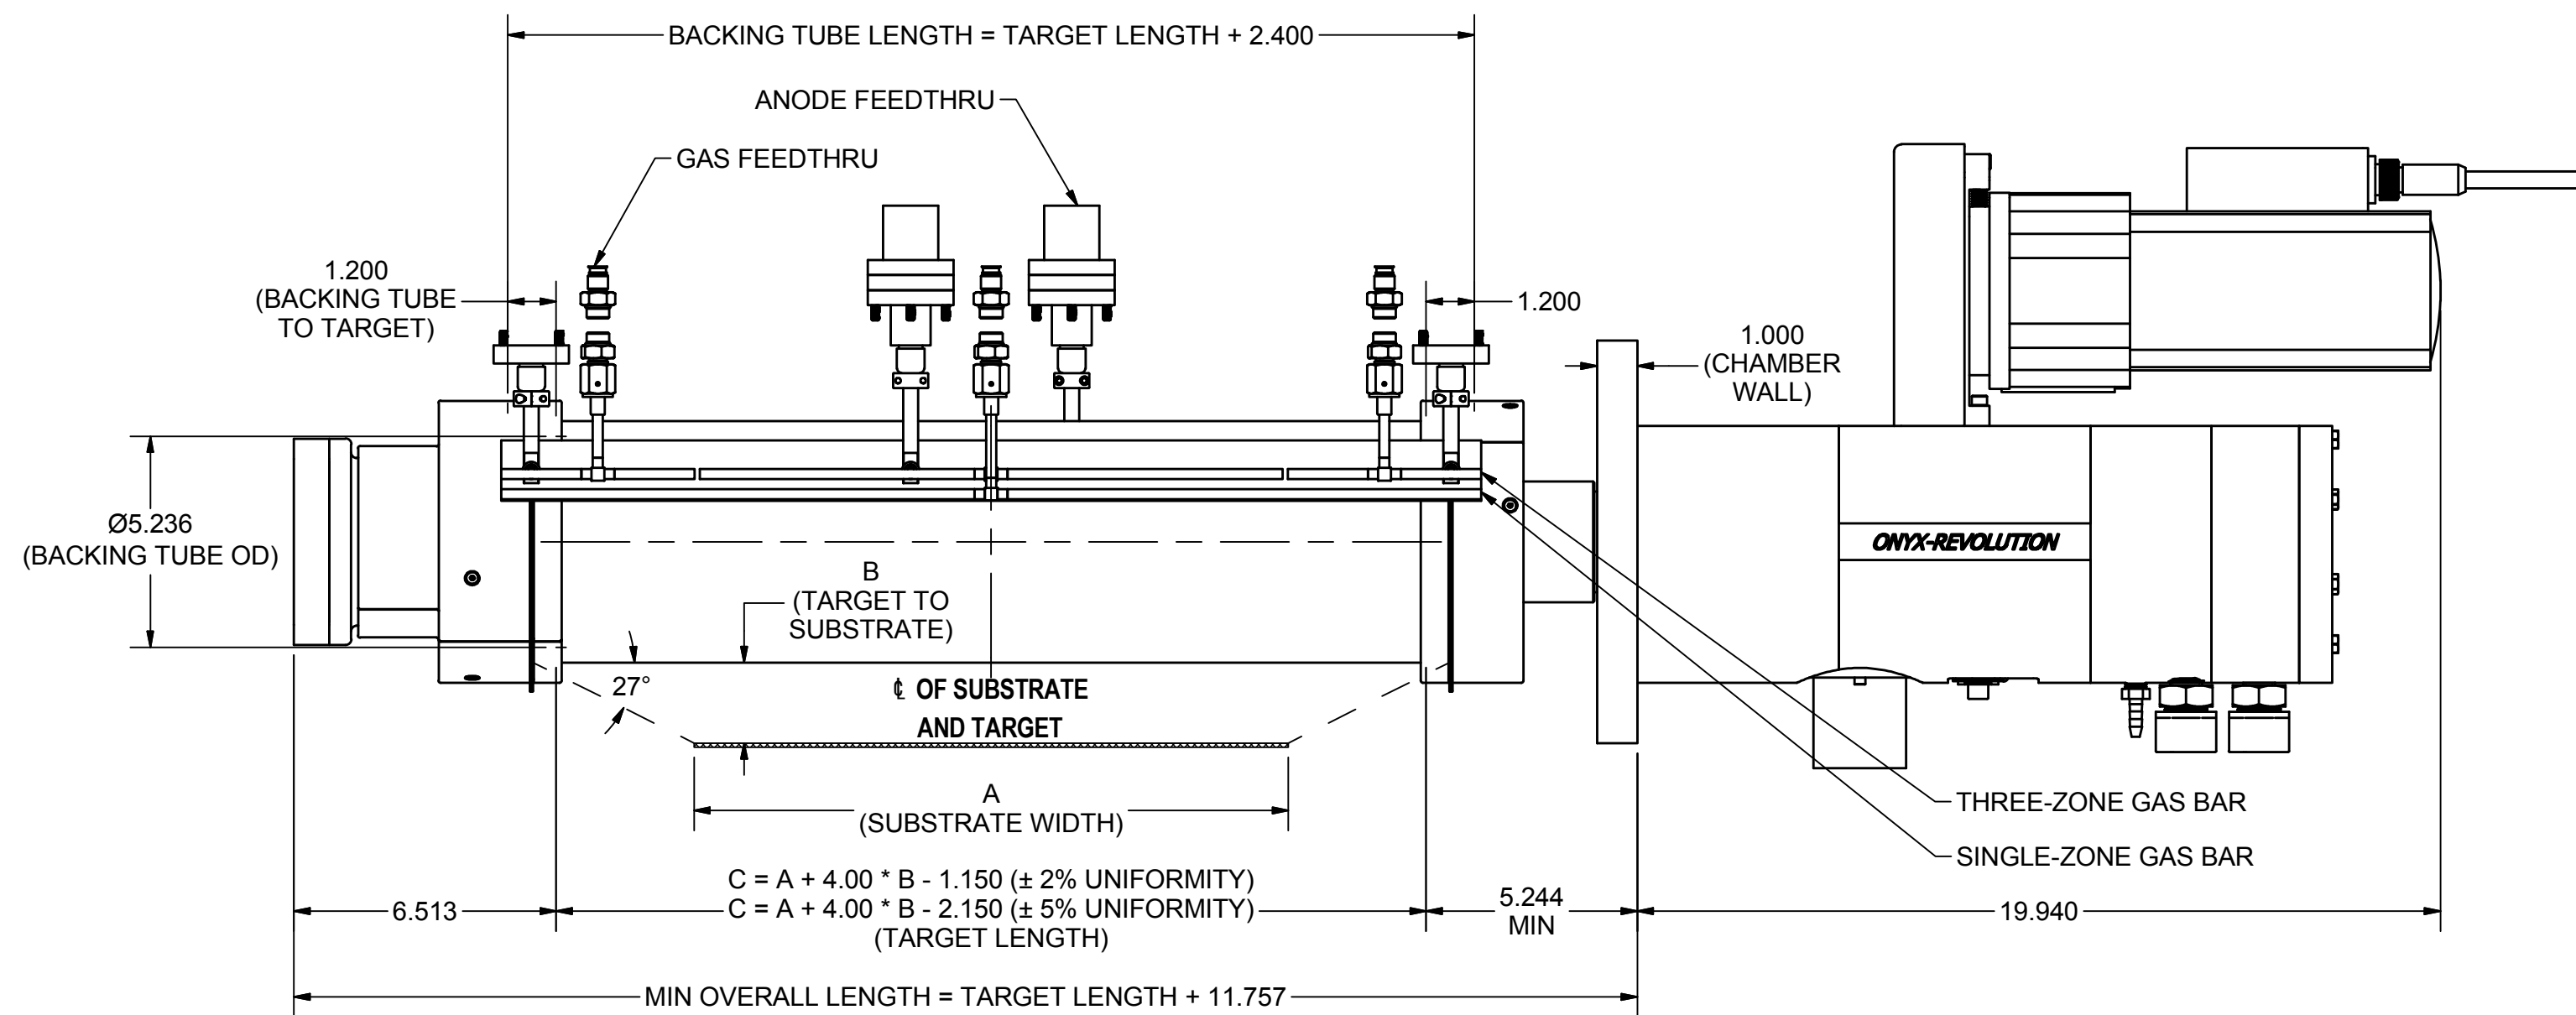 BACKING TUBE LENGTH = TARGET LENGTH + 2.400
ANODE FEEDTHRU
GAS FEEDTHRU
1.200
(BACKING TUBE
TO TARGET)
1.200
1.000
(CHAMBER
WALL)
Ø5.236
(BACKING TUBE OD)
ONYX-REVOLUTION
B
(TARGET TO
SUBSTRATE)
27°
℄ OF SUBSTRATE
AND TARGET
A
(SUBSTRATE WIDTH)
THREE-ZONE GAS BAR
SINGLE-ZONE GAS BAR
C = A + 4.00 * B - 1.150 (± 2% UNIFORMITY)
C = A + 4.00 * B - 2.150 (± 5% UNIFORMITY)
(TARGET LENGTH)
6.513
5.244
MIN
19.940
MIN OVERALL LENGTH = TARGET LENGTH + 11.757